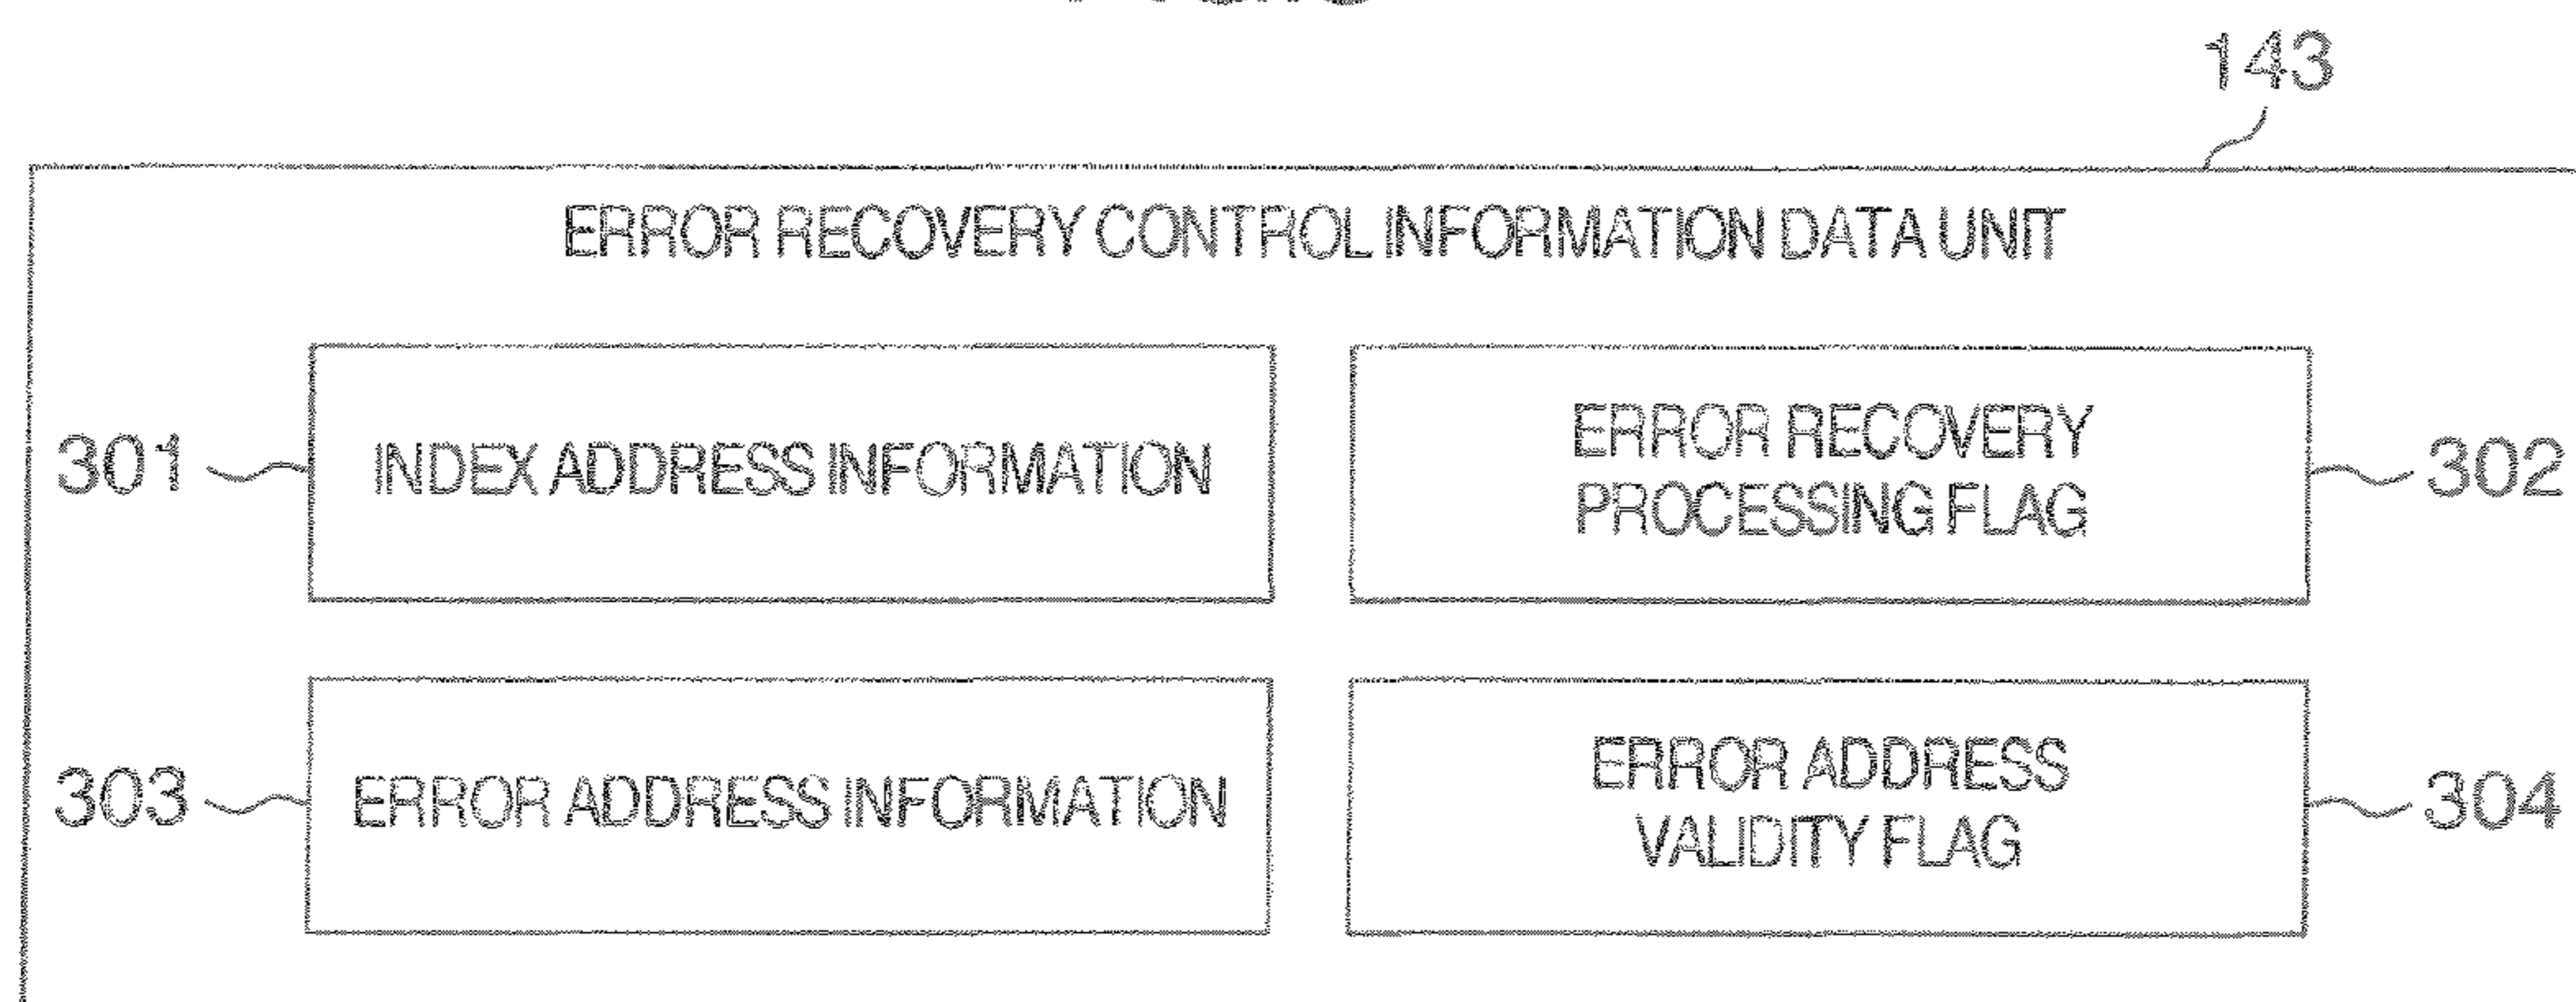 143
ERROR RECOVERY CONTROL INFORMATION DATA UNIT
301
INDEX ADDRESS INFORMATION
ERROR RECOVERY
PROCESSING FLAG
302
303
ERROR ADDRESS INFORMATION
ERROR ADDRESS
VALIDITY FLAG
304